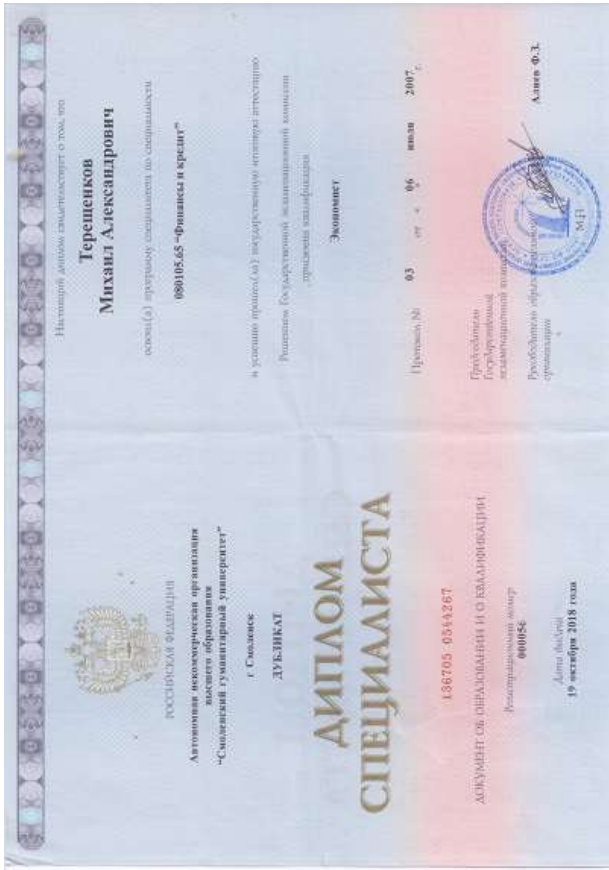 РОССИЙСКАЯ ФЕДЕРАЦИЯ
Автономная некоммерческая организация
высшего образования
"Смоленский гуманитарный университет"
г Смоленск
ДУБЛИКАТ
ДИПЛОМ
СПЕЦИАЛИСТА
136705 0544267
ДОКУМЕНТ ОБ ОБРАЗОВАНИИ И О КВАЛИФИКАЦИИ
Регистрационный номер
000056
Дата выдачи
19 октября 2018 года
Настоящий диплом свидетельствует о том, что
Терещенков
Михаил Александрович
освоил(а) программу специалитета по специальности
080105.65 "Финансы и кредит"
и успешно прошел(ла) государственную итоговую аттестацию
Решением Государственной экзаменационной комиссии
присвоена квалификация
Экономист
Протокол № 03 от « 06 » июля 2007 г.
Председатель
Государственной
экзаменационной комиссии
Руководитель образовательной
организации
Алиев Ф.З.
М.П.